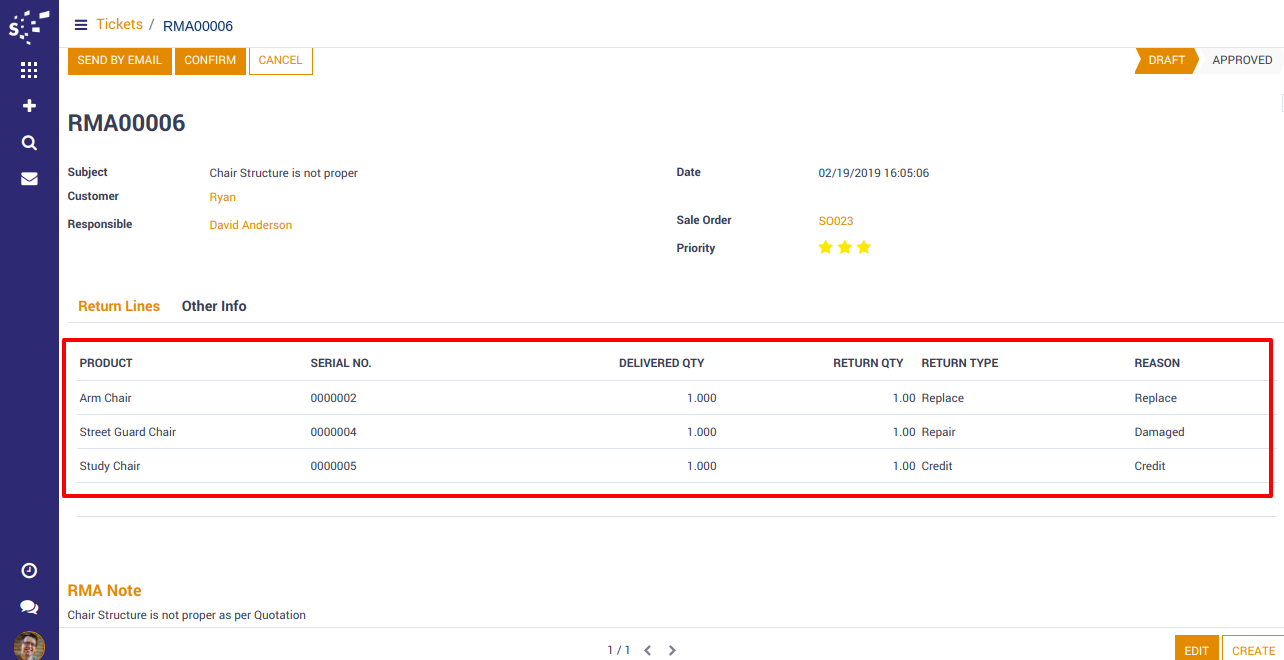 Tickets / RMA00006
SEND BY EMAIL CONFIRM CANCEL DRAFT APPROVED
RMA00006
Subject Chair Structure is not proper Date 02/19/2019 16:05:06
Customer Ryan
Responsible David Anderson Sale Order SO023
Priority
Return Lines Other Info
PRODUCT SERIAL NO. DELIVERED QTY RETURN QTY RETURN TYPE REASON
Arm Chair 0000002 1.000 1.00 Replace Replace
Street Guard Chair 0000004 1.000 1.00 Repair Damaged
Study Chair 0000005 1.000 1.00 Credit Credit
RMA Note
Chair Structure is not proper as per Quotation
1 / 1 EDIT CREATE